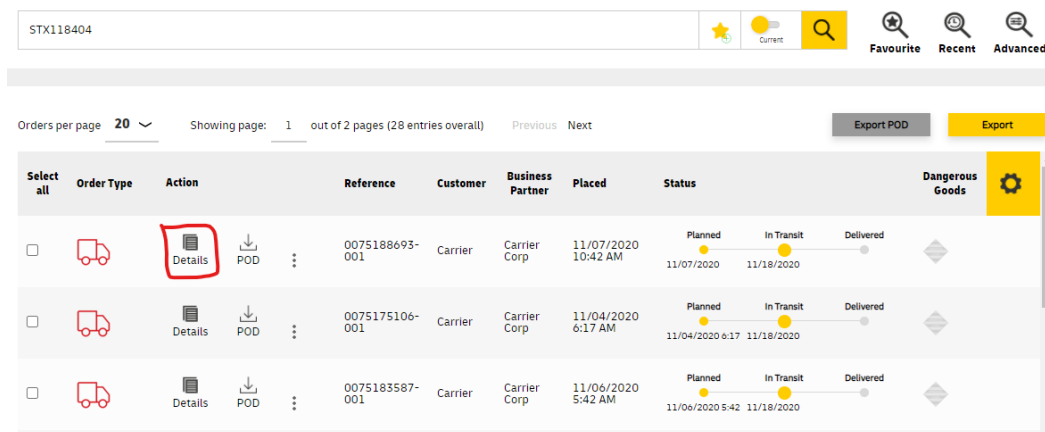 STX118404
Current
Favourite Recent Advanced
Orders per page 20 Showing page: 1 out of 2 pages (28 entries overall) Previous Next Export POD Export
Select all Order Type Action Reference Customer Business Partner Placed Status Dangerous Goods
Details POD 0075188693-001 Carrier Carrier Corp 11/07/2020 10:42 AM Planned In Transit Delivered
11/07/2020 11/18/2020
Details POD 0075175106-001 Carrier Carrier Corp 11/04/2020 6:17 AM Planned In Transit Delivered
11/04/2020 6:17 11/18/2020
Details POD 0075183587-001 Carrier Carrier Corp 11/06/2020 5:42 AM Planned In Transit Delivered
11/06/2020 5:42 11/18/2020